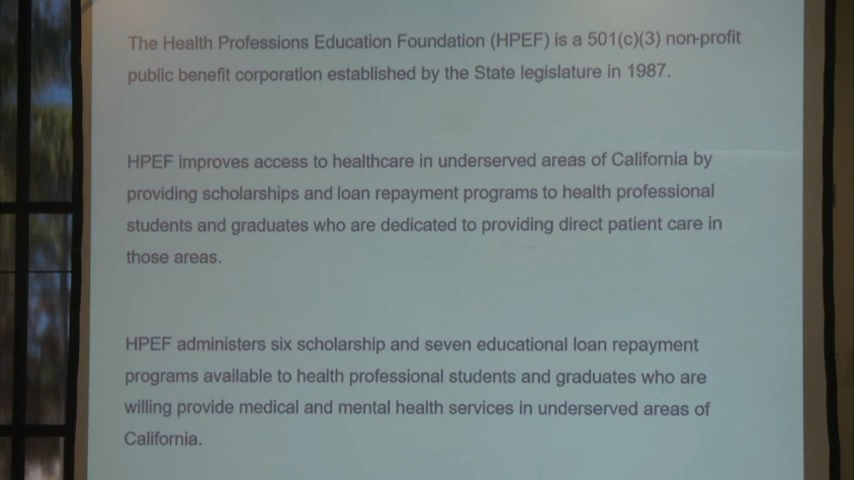 The Health Professions Education Foundation (HPEF) is a 501(c)(3) non-profit
public benefit corporation established by the State legislature in 1987.
HPEF improves access to healthcare in underserved areas of California by
providing scholarships and loan repayment programs to health professional
students and graduates who are dedicated to providing direct patient care in
those areas.
HPEF administers six scholarship and seven educational loan repayment
programs available to health professional students and graduates who are
willing provide medical and mental health services in underserved areas of
California.